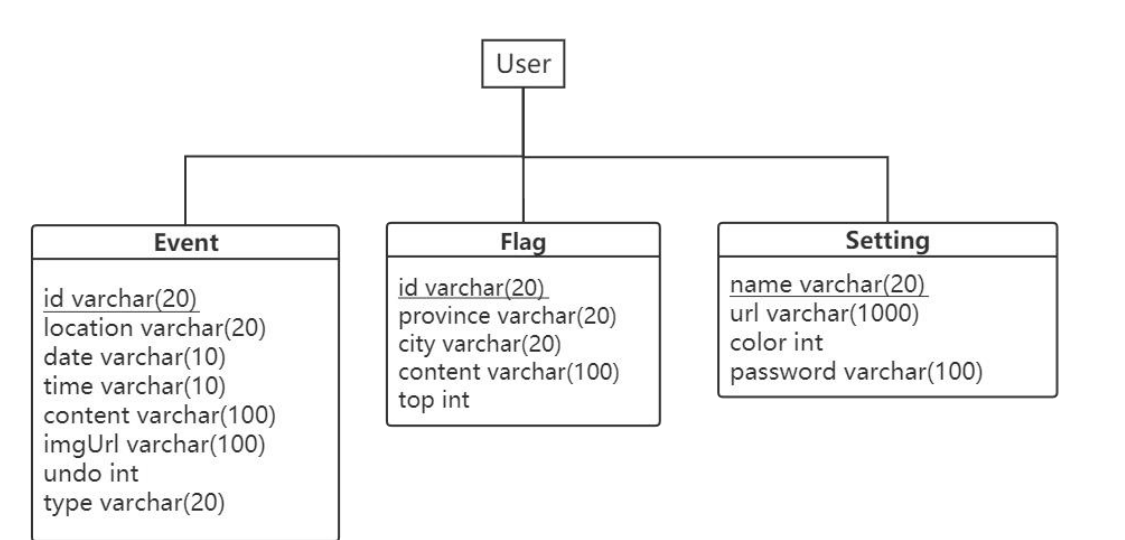 User
Event
id varchar(20)
location varchar(20)
date varchar(10)
time varchar(10)
content varchar(100)
imgUrl varchar(100)
undo int
type varchar(20)
Flag
id varchar(20)
province varchar(20)
city varchar(20)
content varchar(100)
top int
Setting
name varchar(20)
url varchar(1000)
color int
password varchar(100)